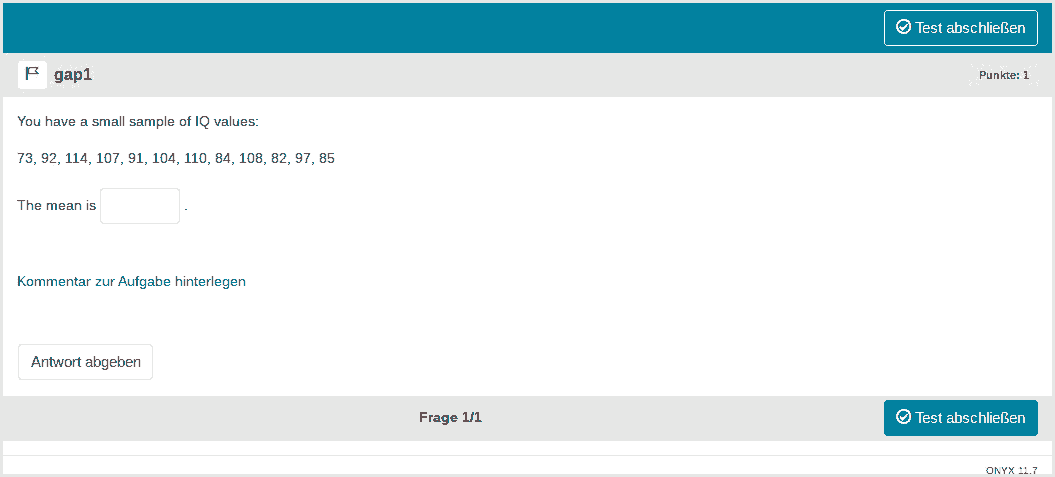 Test abschließen
gap1
Punkte: 1
You have a small sample of IQ values:
73, 92, 114, 107, 91, 104, 110, 84, 108, 82, 97, 85
The mean is .
Kommentar zur Aufgabe hinterlegen
Antwort abgeben
Frage 1/1
Test abschließen
ONYX 11.7